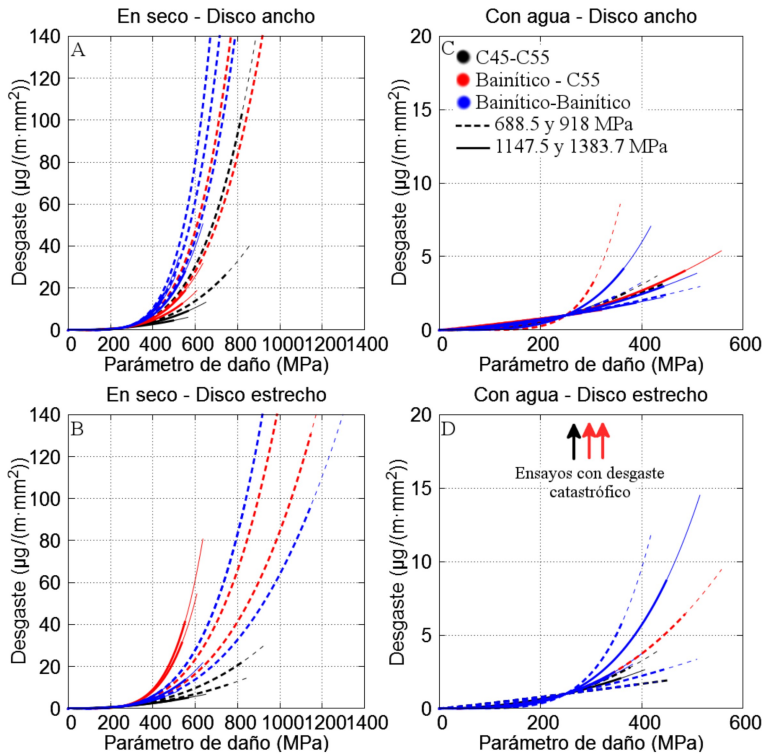 En seco - Disco ancho
Desgaste (µg/(m·mm²))
140
120
100
80
60
40
20
0
A
0 200 400 600 800 1000 1200 1400
Parámetro de daño (MPa)
Con agua - Disco ancho
Desgaste (µg/(m·mm²))
20
15
10
5
0
C
C45-C55
Bainítico - C55
Bainítico-Bainítico
688.5 y 918 MPa
1147.5 y 1383.7 MPa
0 200 400 600
Parámetro de daño (MPa)
En seco - Disco estrecho
Desgaste (µg/(m·mm²))
140
120
100
80
60
40
20
0
B
0 200 400 600 800 1000 1200 1400
Parámetro de daño (MPa)
Con agua - Disco estrecho
Desgaste (µg/(m·mm²))
20
15
10
5
0
D
Ensayos con desgaste
catastrófico
0 200 400 600
Parámetro de daño (MPa)